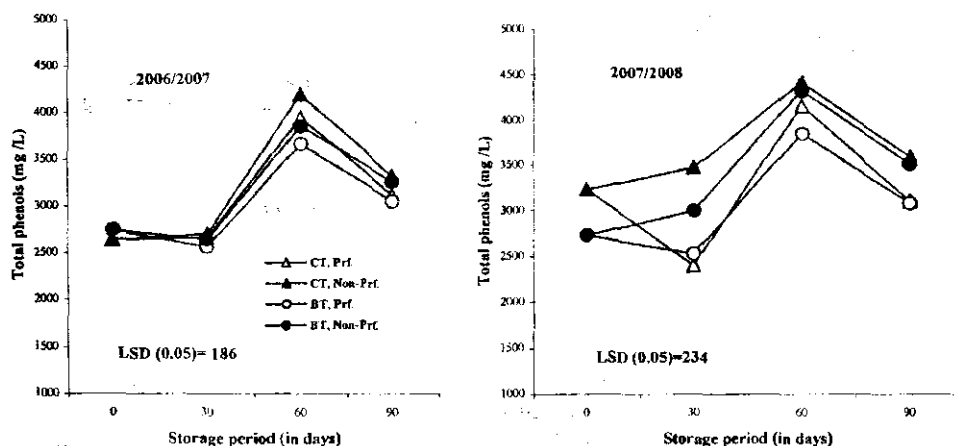 5000
4500
4000
3500
3000
2500
2000
1500
1000
Total phenols (mg /L)
2006/2007
CT, Prf.
CT, Non-Prf.
BT, Prf.
BT, Non-Prf.
LSD (0.05)= 186
0
30
60
90
Storage period (in days)
5000
4500
4000
3500
3000
2500
2000
1500
1000
Total phenols (mg /L)
2007/2008
LSD (0.05)=234
0
30
60
90
Storage period (in days)